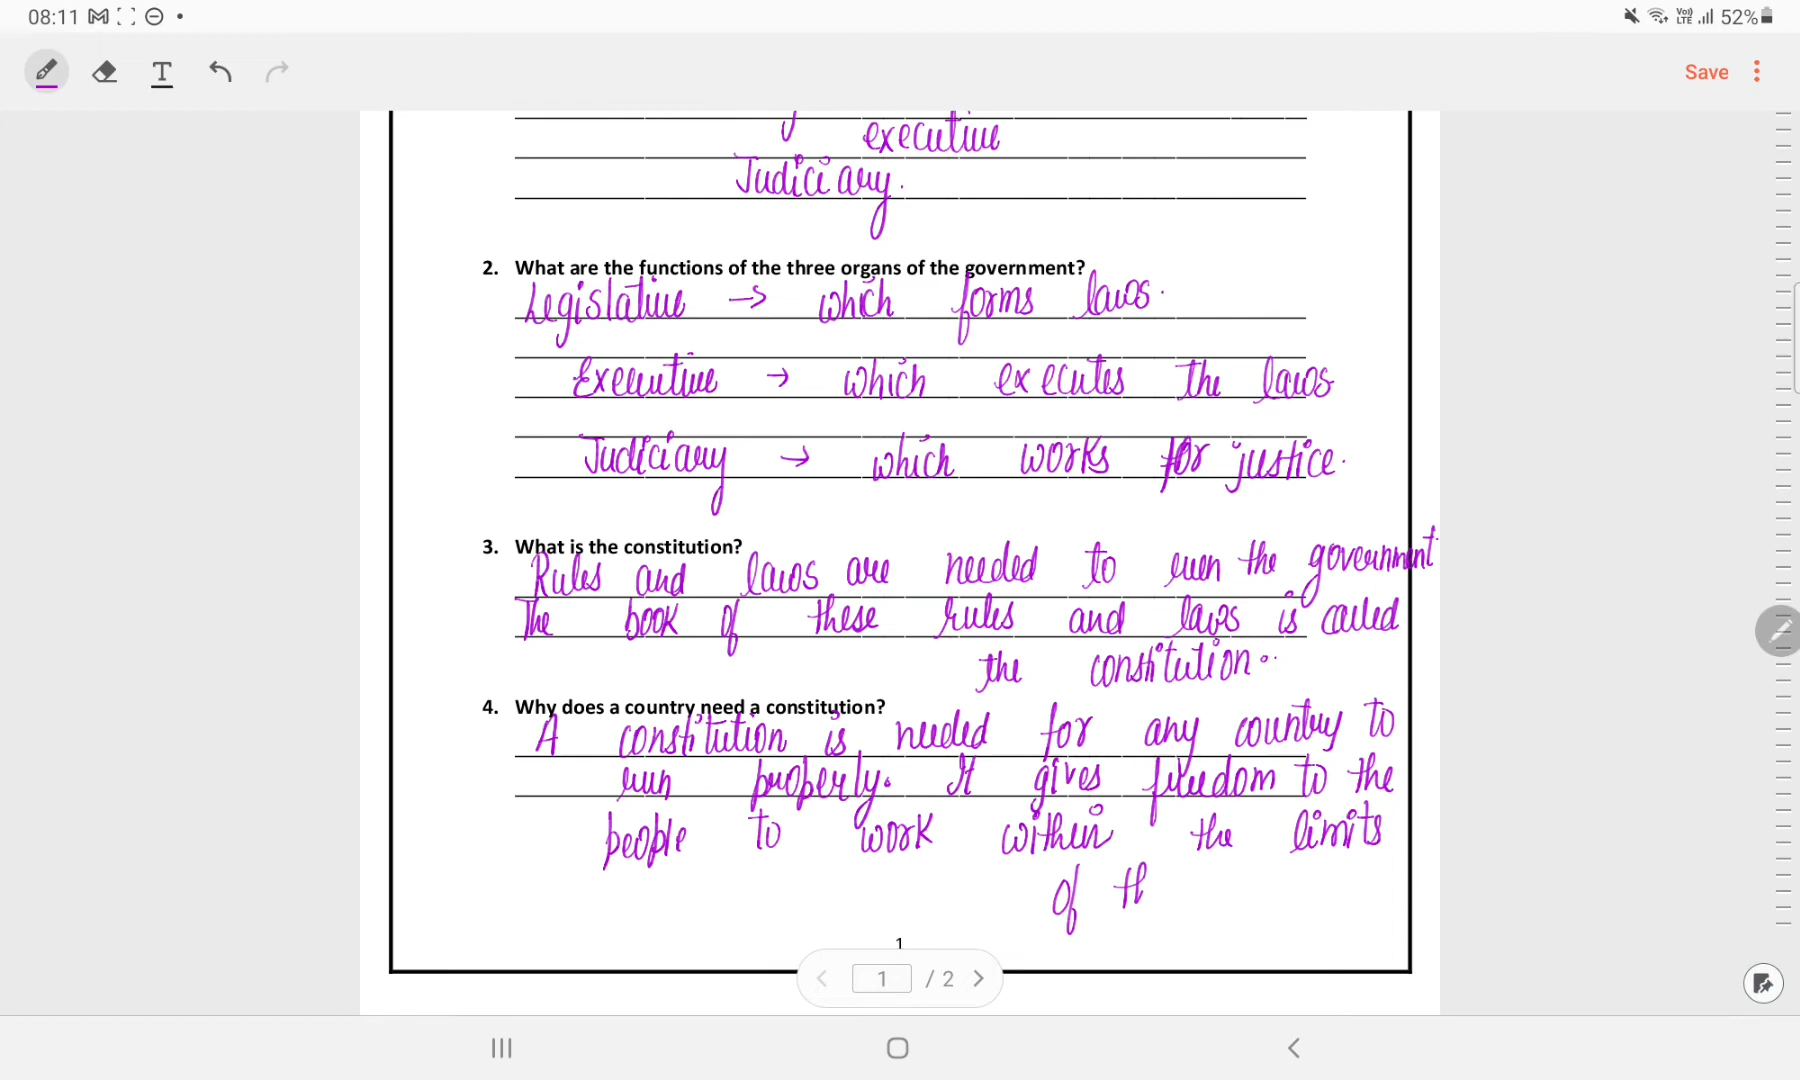 08:11
52%
Save
executive
Judiciary.
2. What are the functions of the three organs of the government?
Legislative → which forms laws.
Executive → which executes the laws
Judiciary → which works for justice.
3. What is the constitution?
Rules and laws are needed to run the government.
The book of these rules and laws is called
the constitution.
4. Why does a country need a constitution?
A constitution is needed for any country to
run properly. It gives freedom to the
people to work within the limits
of th
1
1 / 2